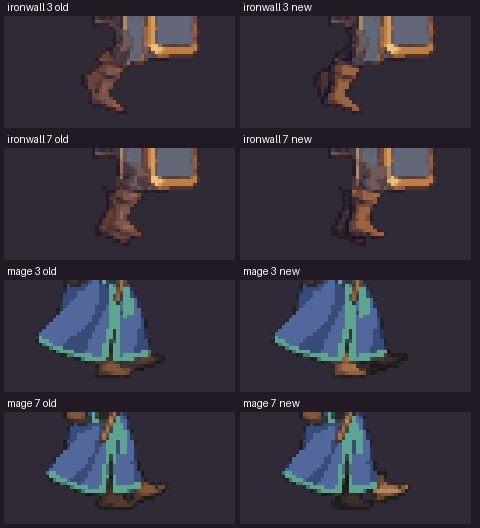 ironwall 3 old
ironwall 3 new
ironwall 7 old
ironwall 7 new
mage 3 old
mage 3 new
mage 7 old
mage 7 new